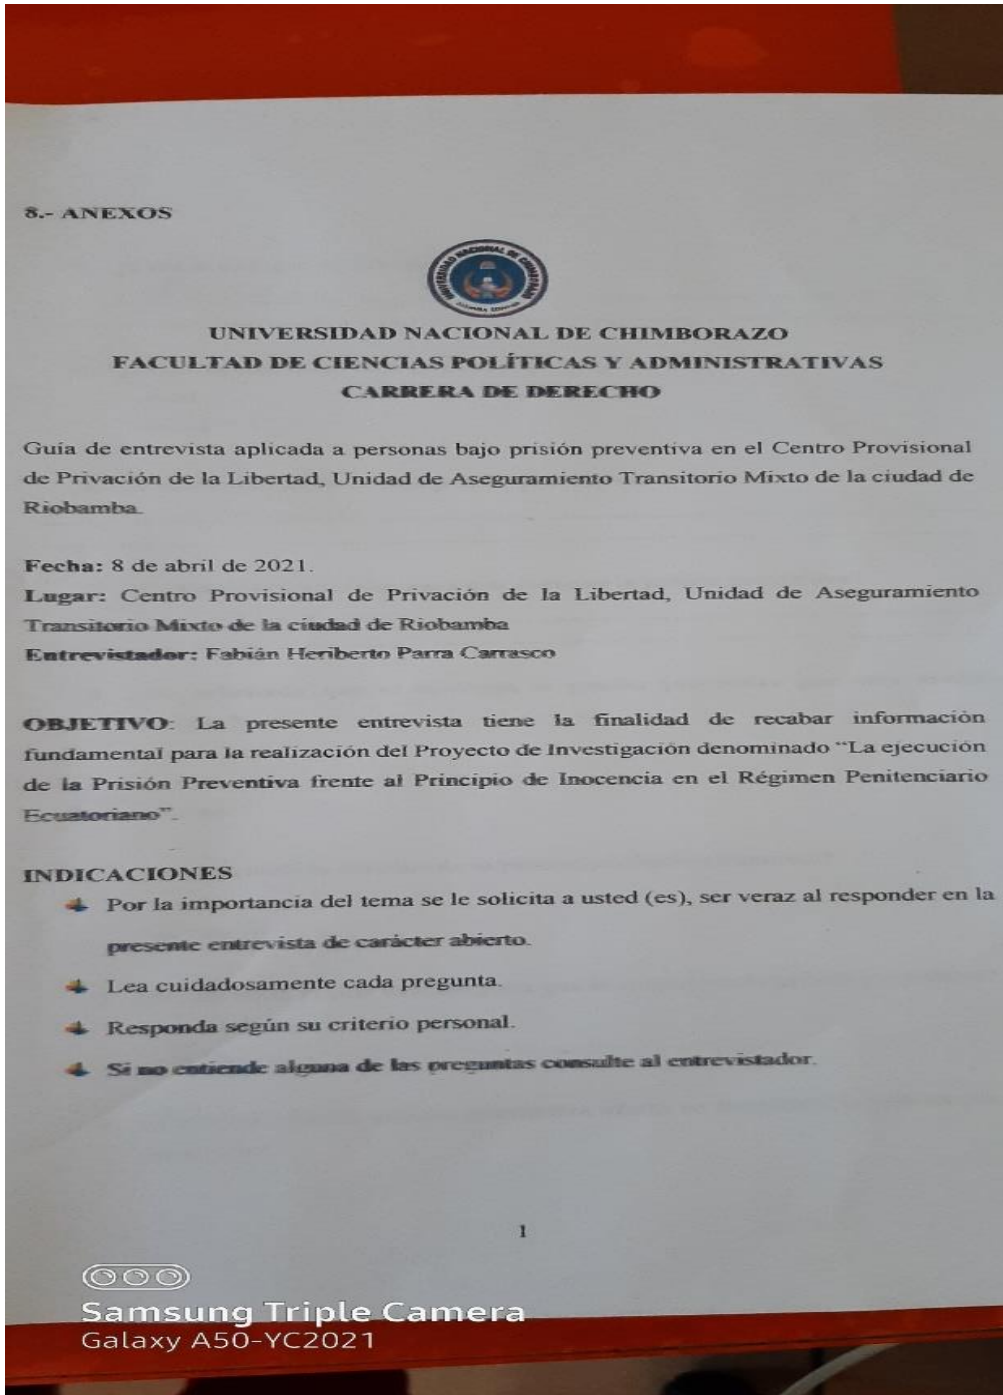 8.- ANEXOS
UNIVERSIDAD NACIONAL DE CHIMBORAZO
UNIVERSIDAD NACIONAL DE CHIMBORAZO
FACULTAD DE CIENCIAS POLÍTICAS Y ADMINISTRATIVAS
CARRERA DE DERECHO
Guía de entrevista aplicada a personas bajo prisión preventiva en el Centro Provisional
de Privación de la Libertad, Unidad de Aseguramiento Transitorio Mixto de la ciudad de
Riobamba.
Fecha: 8 de abril de 2021.
Lugar: Centro Provisional de Privación de la Libertad, Unidad de Aseguramiento
Transitorio Mixto de la ciudad de Riobamba
Entrevistador: Fabián Heriberto Parra Carrasco
OBJETIVO: La presente entrevista tiene la finalidad de recabar información
fundamental para la realización del Proyecto de Investigación denominado “La ejecución
de la Prisión Preventiva frente al Principio de Inocencia en el Régimen Penitenciario
Ecuatoriano”.
INDICACIONES
Por la importancia del tema se le solicita a usted (es), ser veraz al responder en la
presente entrevista de carácter abierto.
Lea cuidadosamente cada pregunta.
Responda según su criterio personal.
Si no entiende alguna de las preguntas consulte al entrevistador.
1
Samsung Triple Camera
Galaxy A50-YC2021